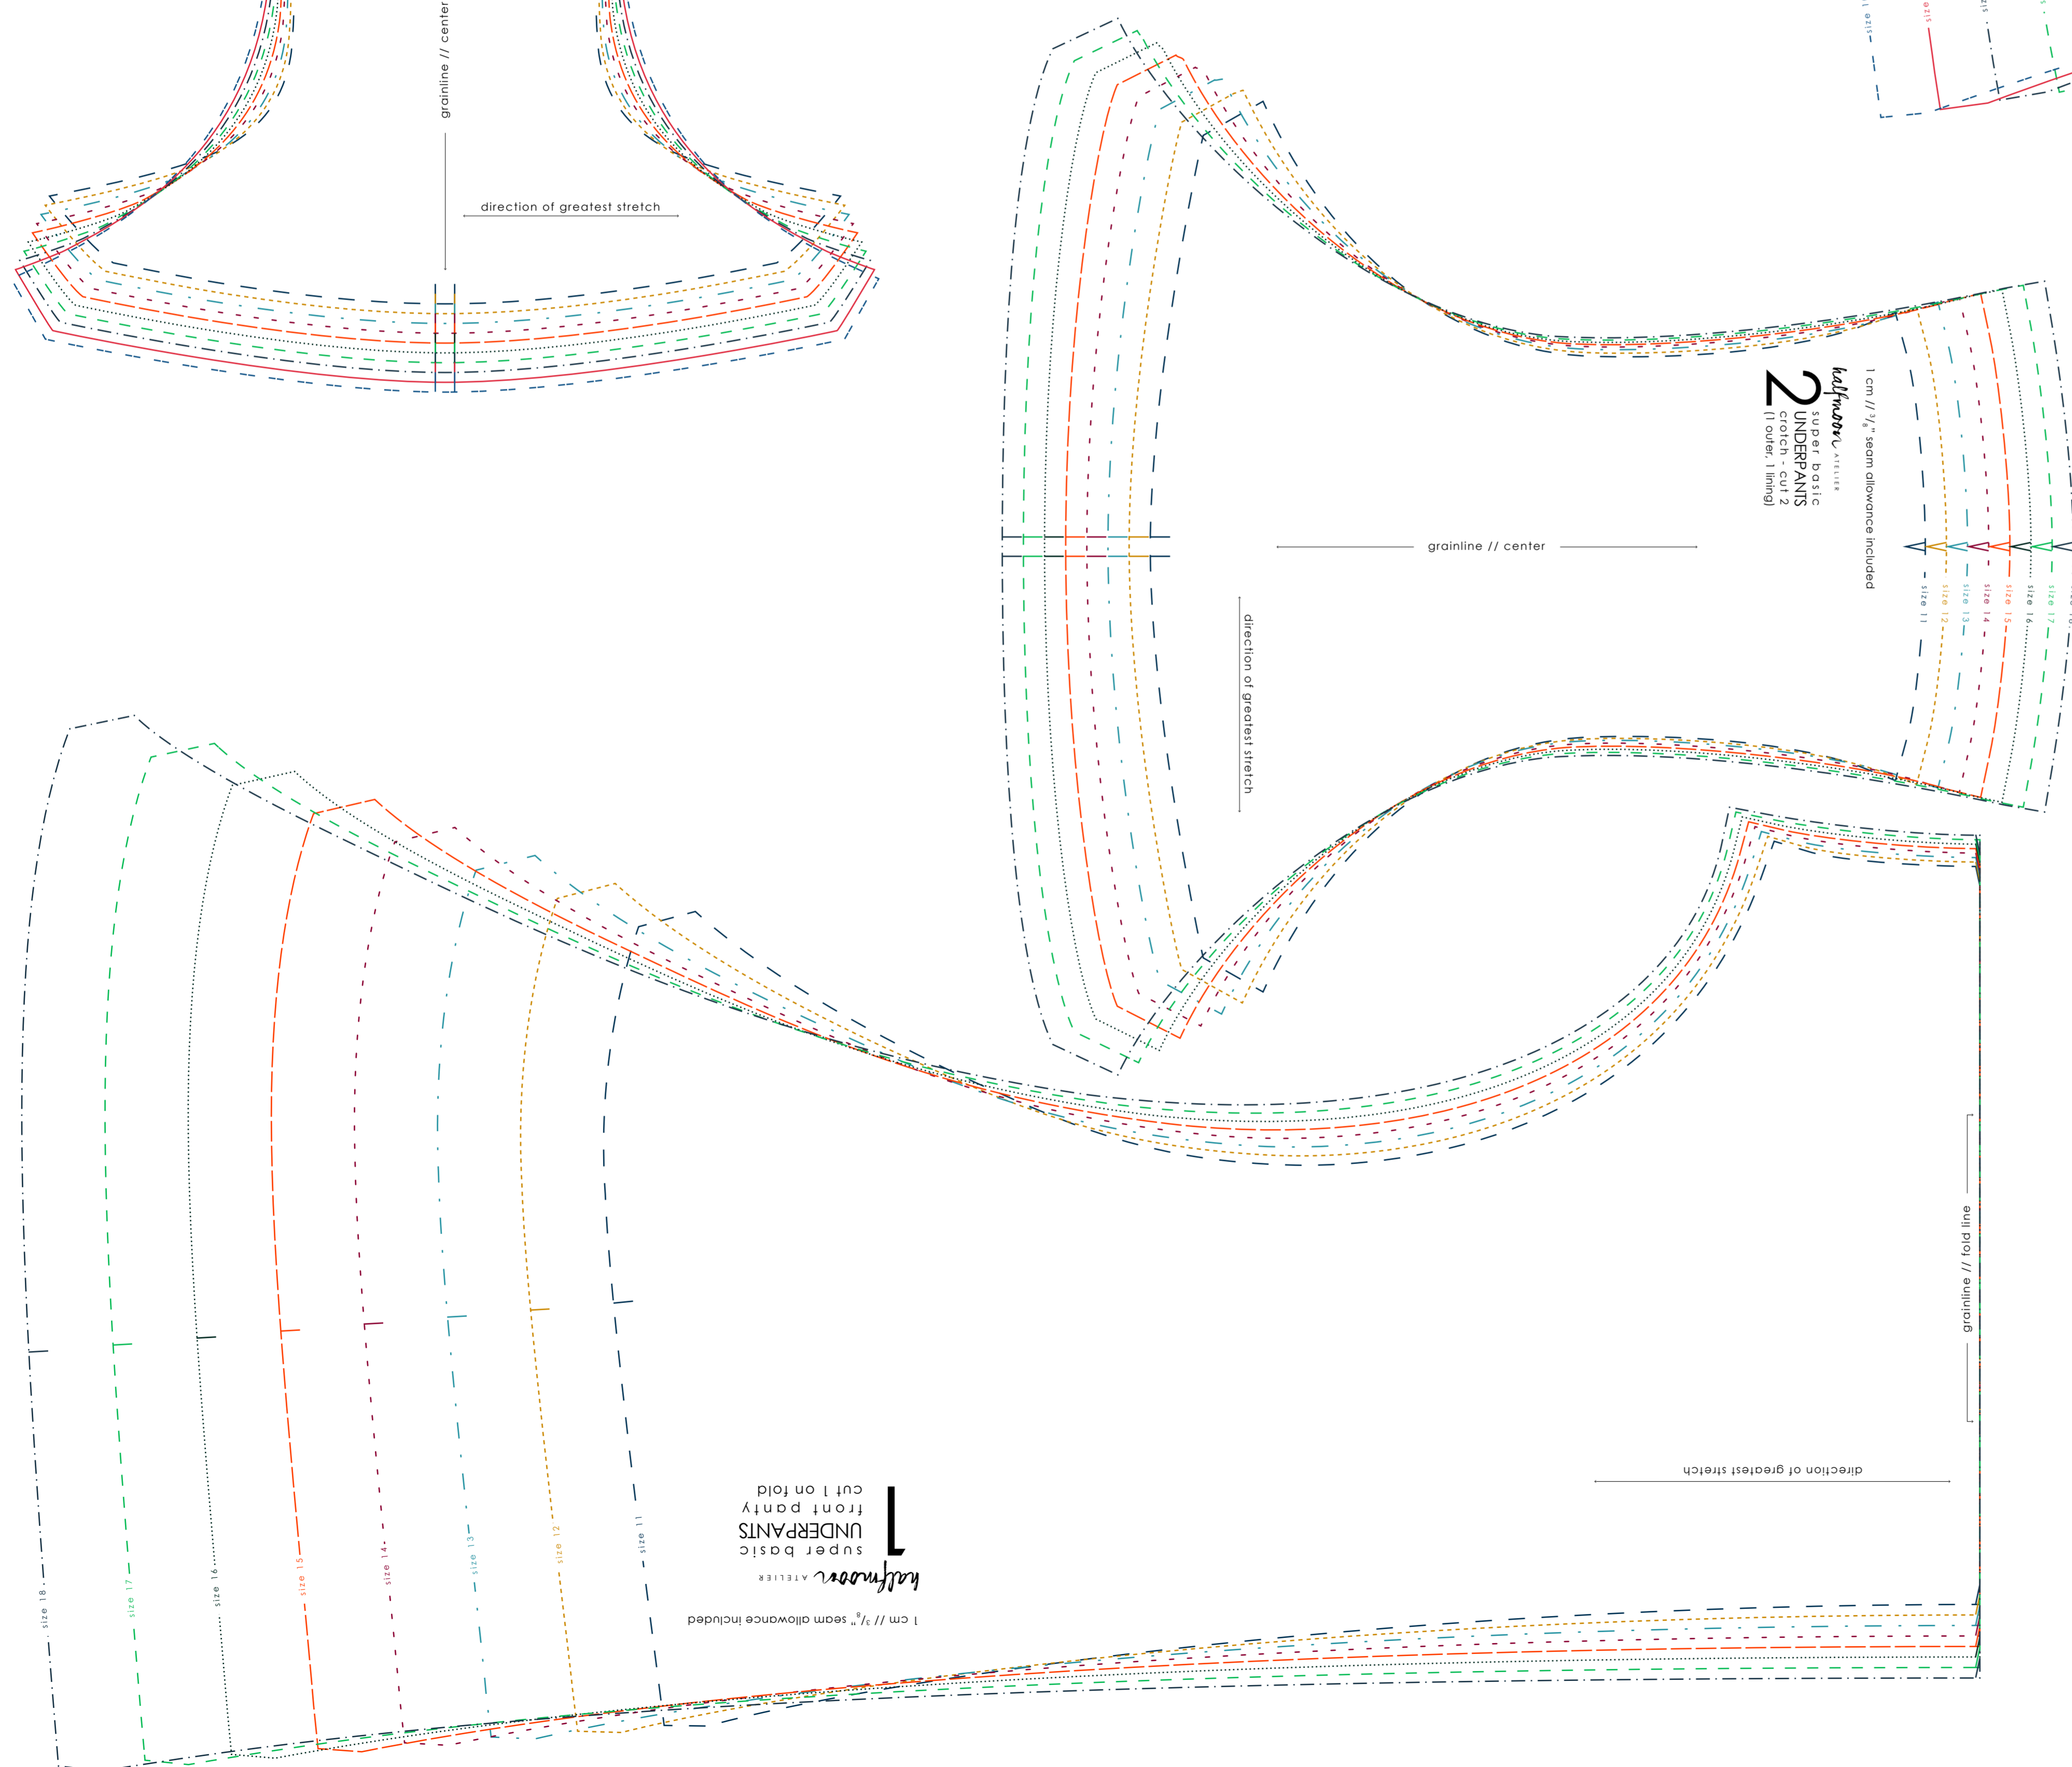 grainline // center
direction of greatest stretch
size
size
1 cm // 3/8" seam allowance included
halfmoon ATELIER
2
super basic
UNDERPANTS
crotch - cut 2
(1 outer, 1 lining)
grainline // center
direction of greatest stretch
size 11
size 12
size 13
size 14
size 15
size 16
size 17
grainline // fold line
direction of greatest stretch
1 cm // 3/8" seam allowance included
halfmoon ATELIER
1
super basic
UNDERPANTS
front panty
cut 1 on fold
size 11
size 12
size 13
size 14
size 15
size 16
size 17
size 18